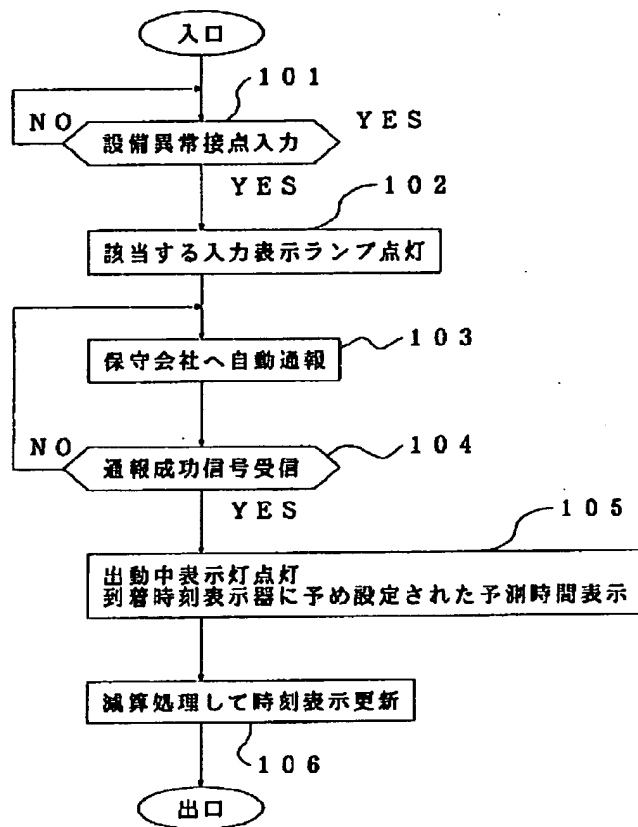 入口
101
NO
YES
設備異常接点入力
YES
102
該当する入力表示ランプ点灯
103
保守会社へ自動通報
NO
104
通報成功信号受信
YES
105
出動中表示灯点灯
到着時刻表示器に予め設定された予測時間表示
減算処理して時刻表示更新
106
出口